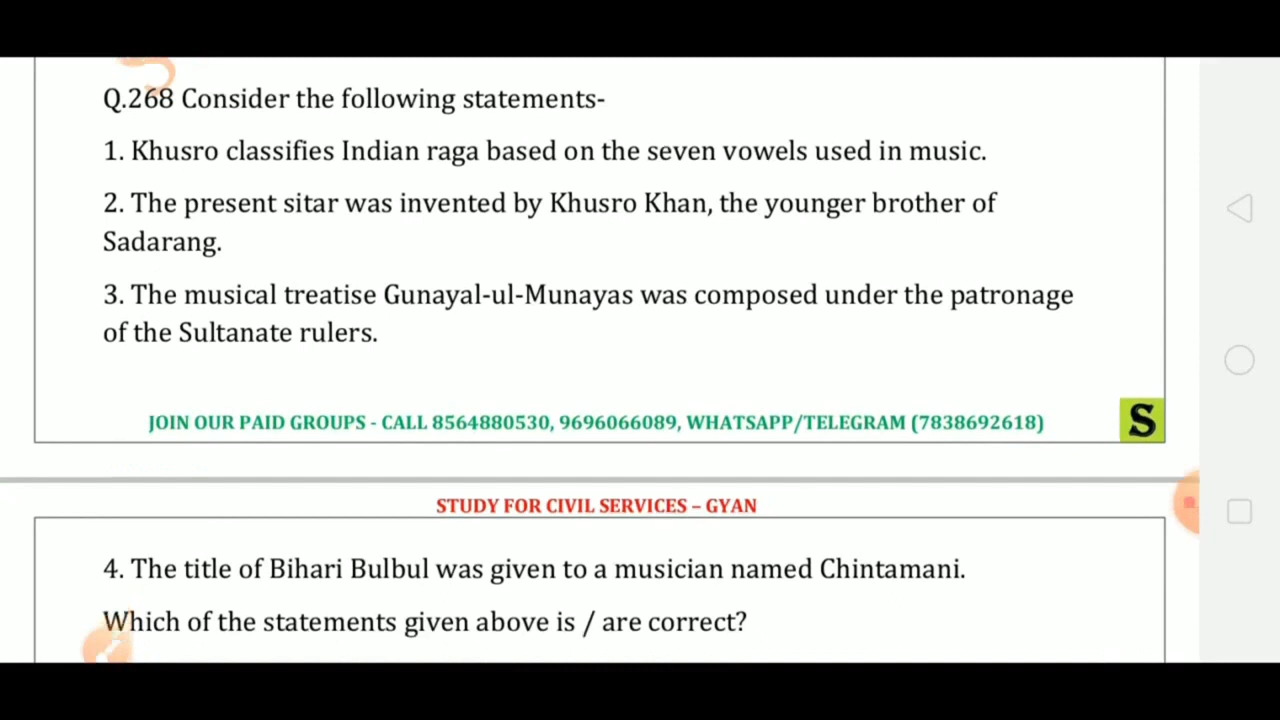 Q.268 Consider the following statements-
1. Khusro classifies Indian raga based on the seven vowels used in music.
2. The present sitar was invented by Khusro Khan, the younger brother of
Sadarang.
3. The musical treatise Gunayal-ul-Munayas was composed under the patronage
of the Sultanate rulers.
JOIN OUR PAID GROUPS - CALL 8564880530, 9696066089, WHATSAPP/TELEGRAM (7838692618)
S
STUDY FOR CIVIL SERVICES – GYAN
4. The title of Bihari Bulbul was given to a musician named Chintamani.
Which of the statements given above is / are correct?